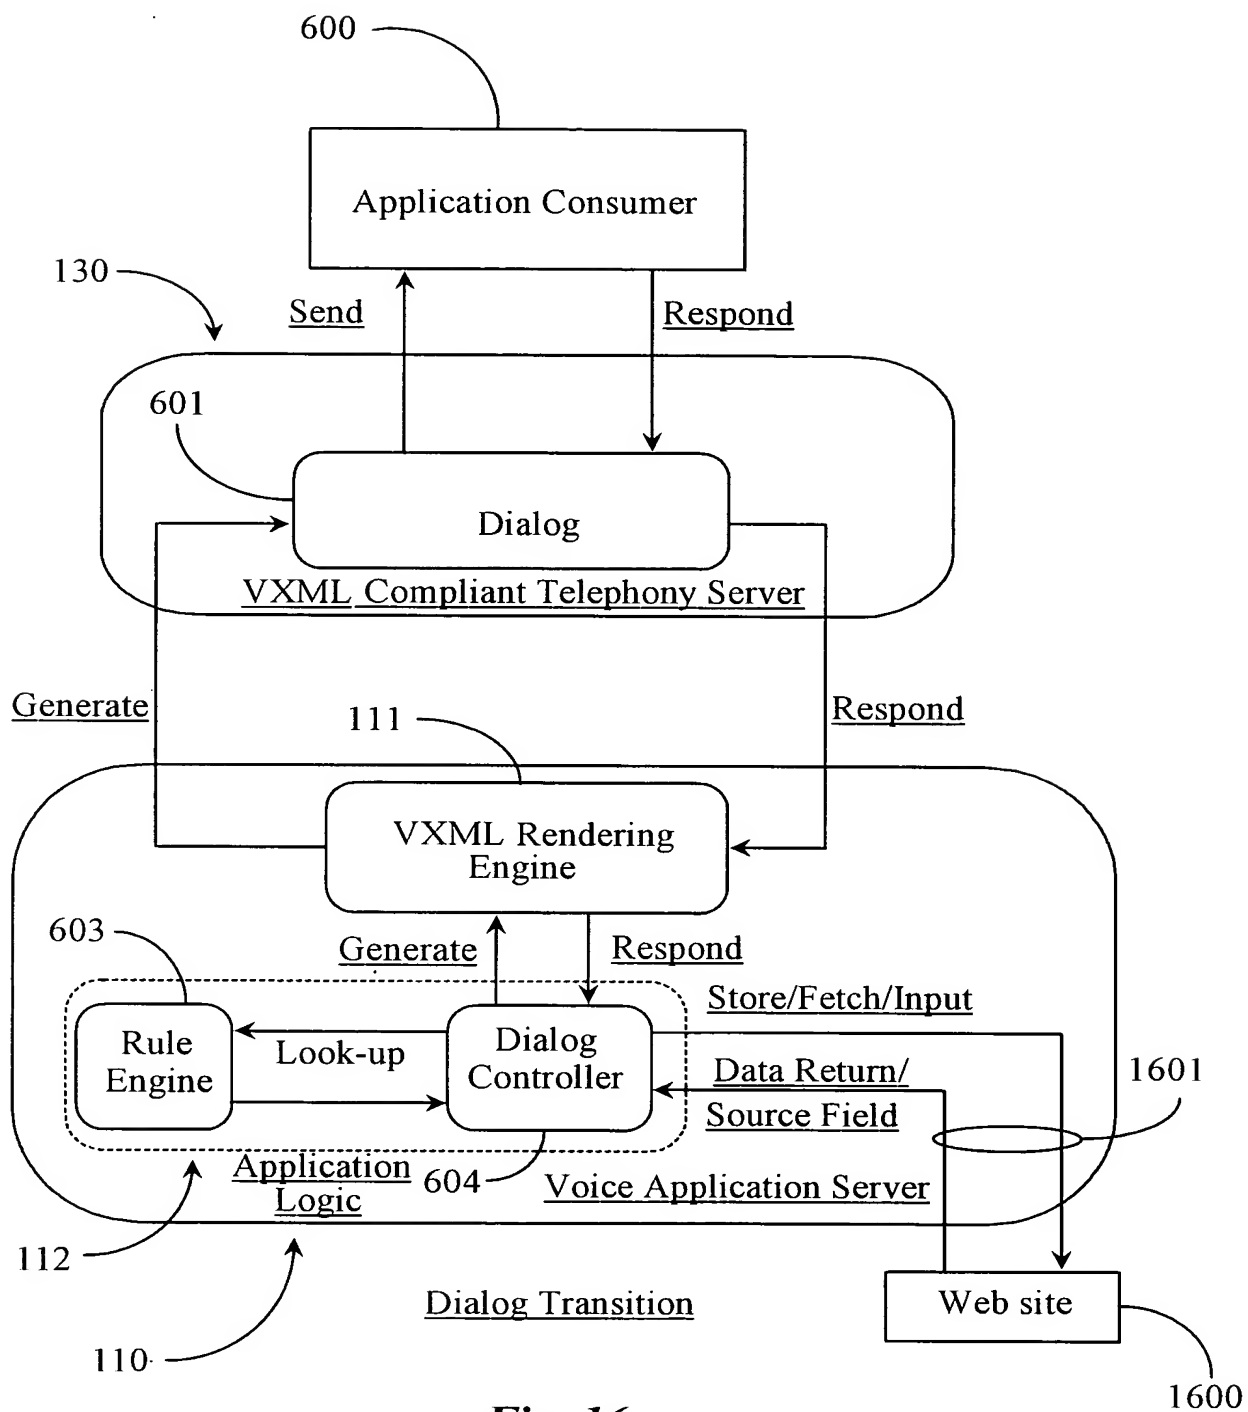 600
Application Consumer
130
Send
Respond
601
Dialog
VXML Compliant Telephony Server
Generate
111
Respond
VXML Rendering
Engine
603
Generate
Respond
Store/Fetch/Input
Rule
Engine
Look-up
Dialog
Controller
Data Return/
Source Field
1601
Application
Logic
604
Voice Application Server
112
Dialog Transition
Web site
110
1600